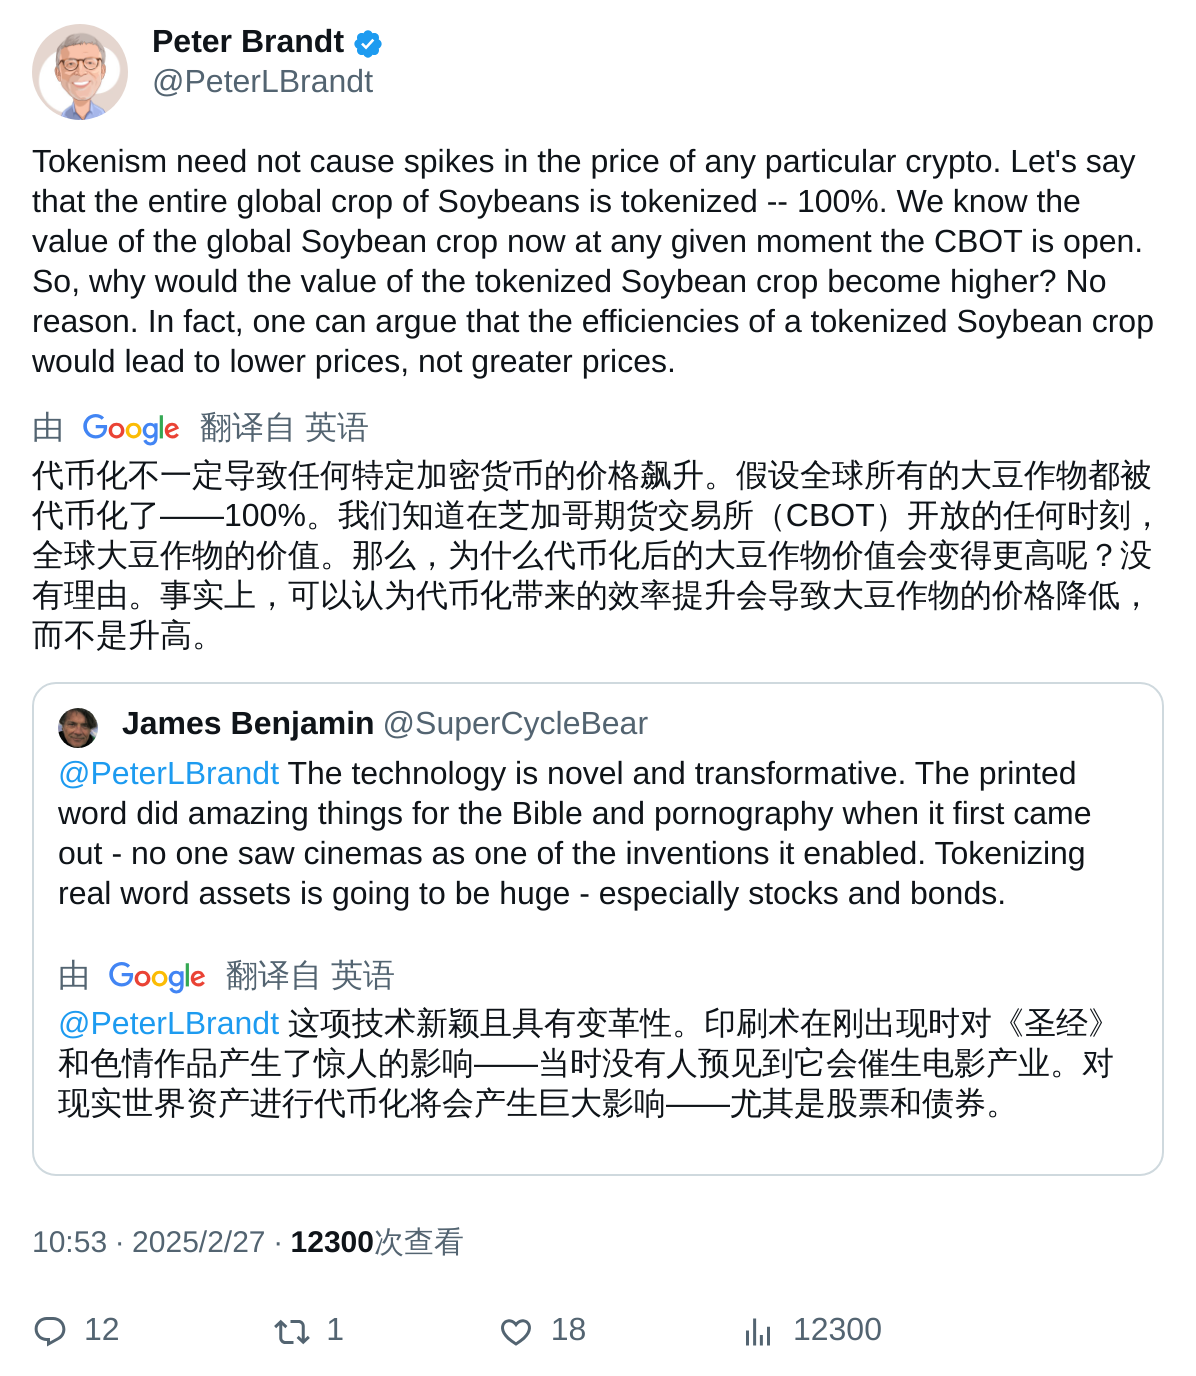 Peter Brandt
@PeterLBrandt
Tokenism need not cause spikes in the price of any particular crypto. Let's say
that the entire global crop of Soybeans is tokenized -- 100%. We know the
value of the global Soybean crop now at any given moment the CBOT is open.
So, why would the value of the tokenized Soybean crop become higher? No
reason. In fact, one can argue that the efficiencies of a tokenized Soybean crop
would lead to lower prices, not greater prices.
由 Google 翻译自 英语
代币化不一定导致任何特定加密货币的价格飙升。假设全球所有的大豆作物都被
代币化了——100%。我们知道在芝加哥期货交易所（CBOT）开放的任何时刻，
全球大豆作物的价值。那么，为什么代币化后的大豆作物价值会变得更高呢？没
有理由。事实上，可以认为代币化带来的效率提升会导致大豆作物的价格降低，
而不是升高。
James Benjamin @SuperCycleBear
@PeterLBrandt The technology is novel and transformative. The printed
word did amazing things for the Bible and pornography when it first came
out - no one saw cinemas as one of the inventions it enabled. Tokenizing
real word assets is going to be huge - especially stocks and bonds.
由 Google 翻译自 英语
@PeterLBrandt 这项技术新颖且具有变革性。印刷术在刚出现时对《圣经》
和色情作品产生了惊人的影响——当时没有人预见到它会催生电影产业。对
现实世界资产进行代币化将会产生巨大影响——尤其是股票和债券。
10:53 · 2025/2/27 · 12300次查看
12 1 18 12300